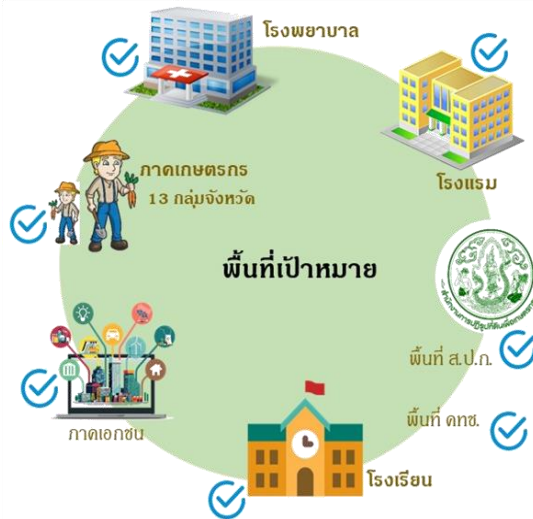 โรงพยาบาล
โรงแรม
ภาคเกษตรกร
13 กลุ่มจังหวัด
พื้นที่เป้าหมาย
พื้นที่ ส.ป.ก.
พื้นที่ คทช.
ภาคเอกชน
โรงเรียน